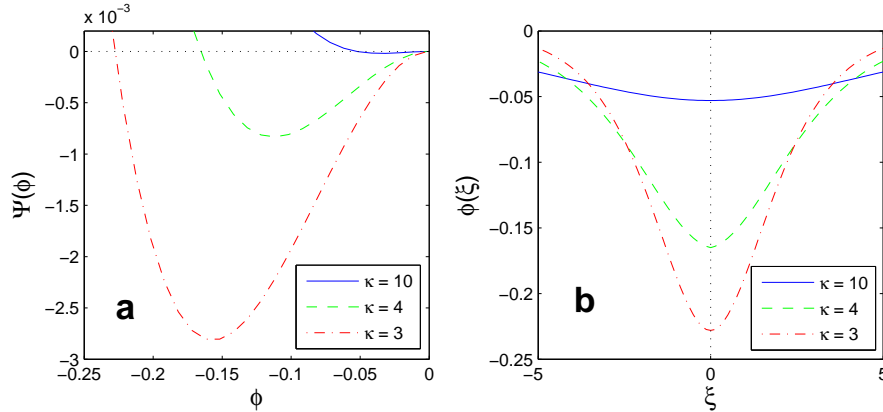 x 10⁻³
0
−0.5
−1
−1.5
−2
−2.5
−3
Ψ(ϕ)
−0.25 −0.2 −0.15 −0.1 −0.05 0
ϕ
a
κ = 10
κ = 4
κ = 3
0
−0.05
−0.1
−0.15
−0.2
−0.25
ϕ(ξ)
−5 0 5
ξ
b
κ = 10
κ = 4
κ = 3